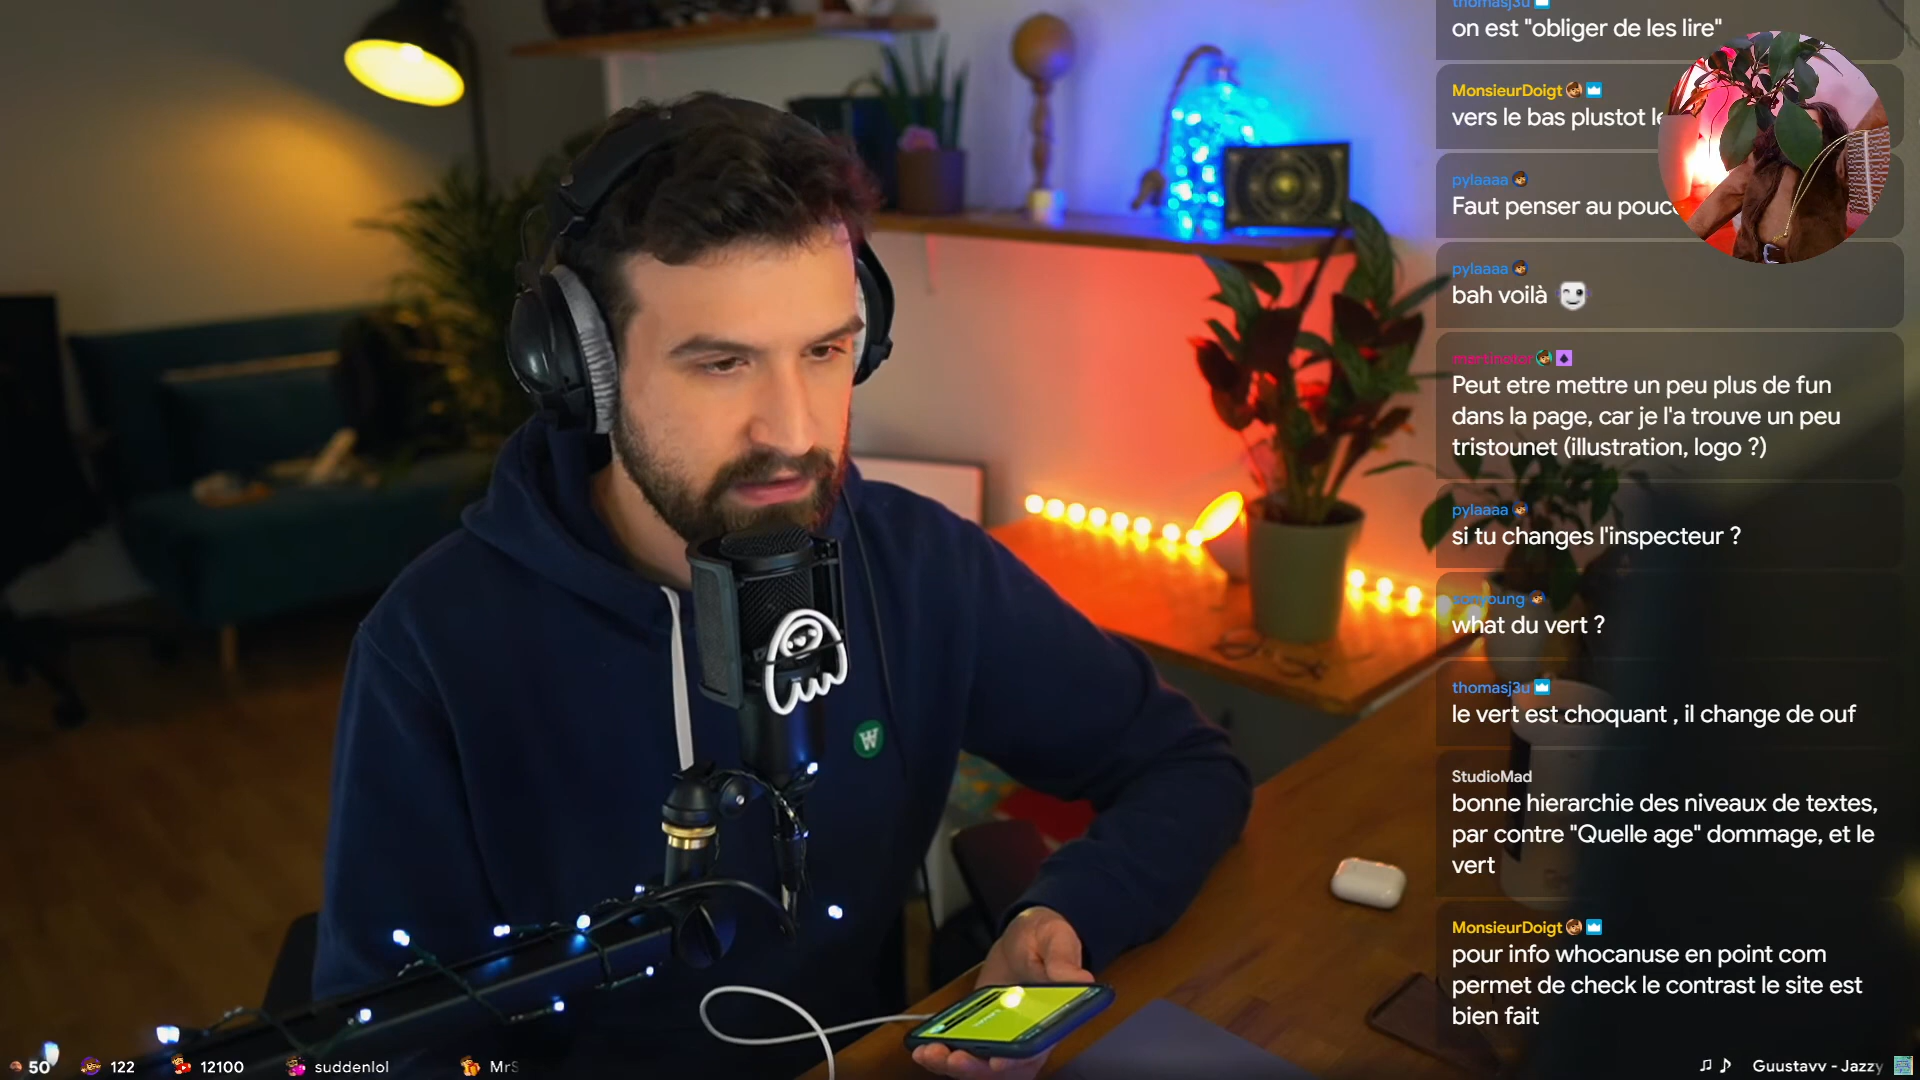 thomasj3u
on est "obliger de les lire"
MonsieurDoigt
vers le bas plustot
pylaaaa
Faut penser au pouce
pylaaaa
bah voilà
martinolor
Peut etre mettre un peu plus de fun
dans la page, car je l'a trouve un peu
tristounet (illustration, logo ?)
pylaaaa
si tu changes l'inspecteur ?
what du vert ?
thomasj3u
le vert est choquant , il change de ouf
StudioMad
bonne hierarchie des niveaux de textes,
par contre "Quelle age" dommage, et le
vert
MonsieurDoigt
pour info whocanuse en point com
permet de check le contrast le site est
bien fait
W
50 122 12100 suddenlol MrS
Guustavv - Jazzy